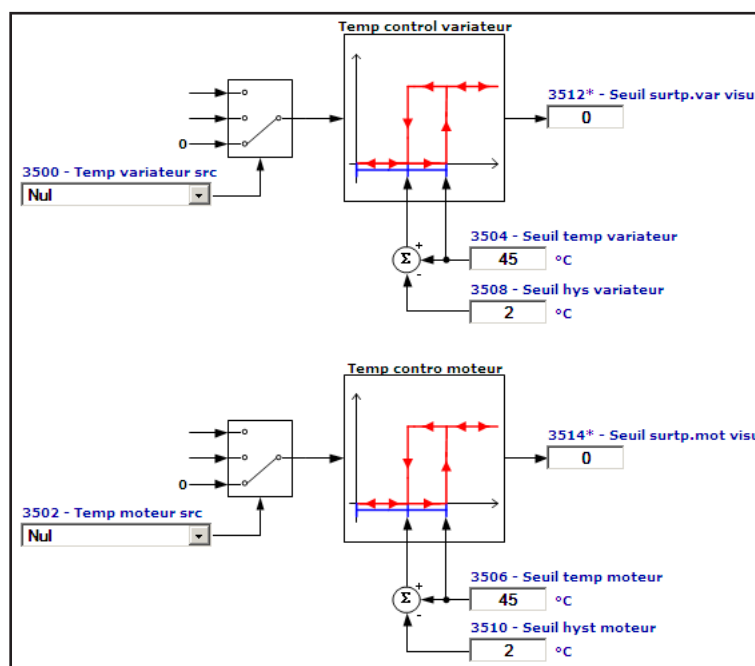 Temp control variateur
3512* - Seuil surtp.var visu
0
0
3500 - Temp variateur src
Nul
3504 - Seuil temp variateur
+
Σ
45 °C
-
3508 - Seuil hys variateur
2 °C
Temp contro moteur
3514* - Seuil surtp.mot visu
0
0
3502 - Temp moteur src
Nul
3506 - Seuil temp moteur
+
Σ
45 °C
-
3510 - Seuil hyst moteur
2 °C